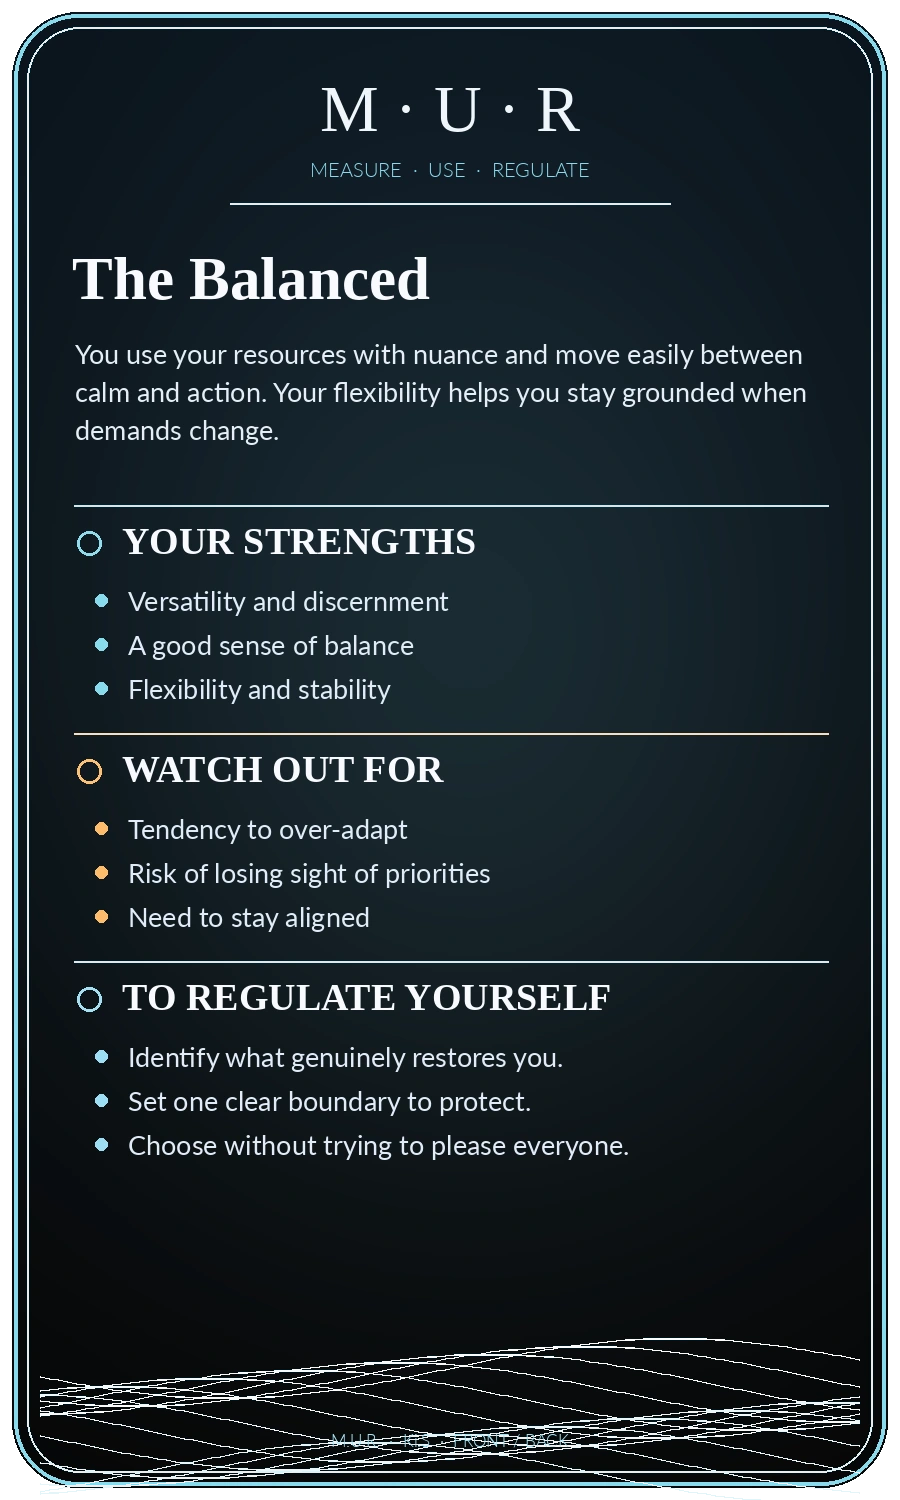 M · U · R
MEASURE · USE · REGULATE
The Balanced
You use your resources with nuance and move easily between
calm and action. Your flexibility helps you stay grounded when
demands change.
YOUR STRENGTHS
Versatility and discernment
A good sense of balance
Flexibility and stability
WATCH OUT FOR
Tendency to over-adapt
Risk of losing sight of priorities
Need to stay aligned
TO REGULATE YOURSELF
Identify what genuinely restores you.
Set one clear boundary to protect.
Choose without trying to please everyone.
M.U.R. · · FRONT / BACK